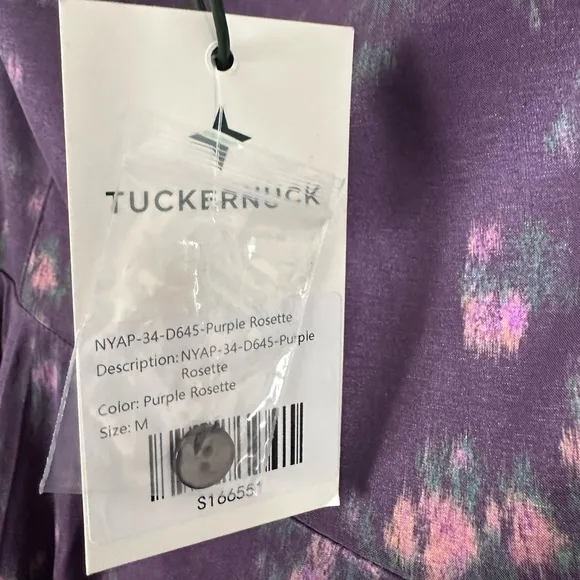 TUCKERNUCK
NYAP-34-D645-Purple Rosette
Description: NYAP-34-D645-Purple
Rosette
Color: Purple Rosette
Size: M
S166551